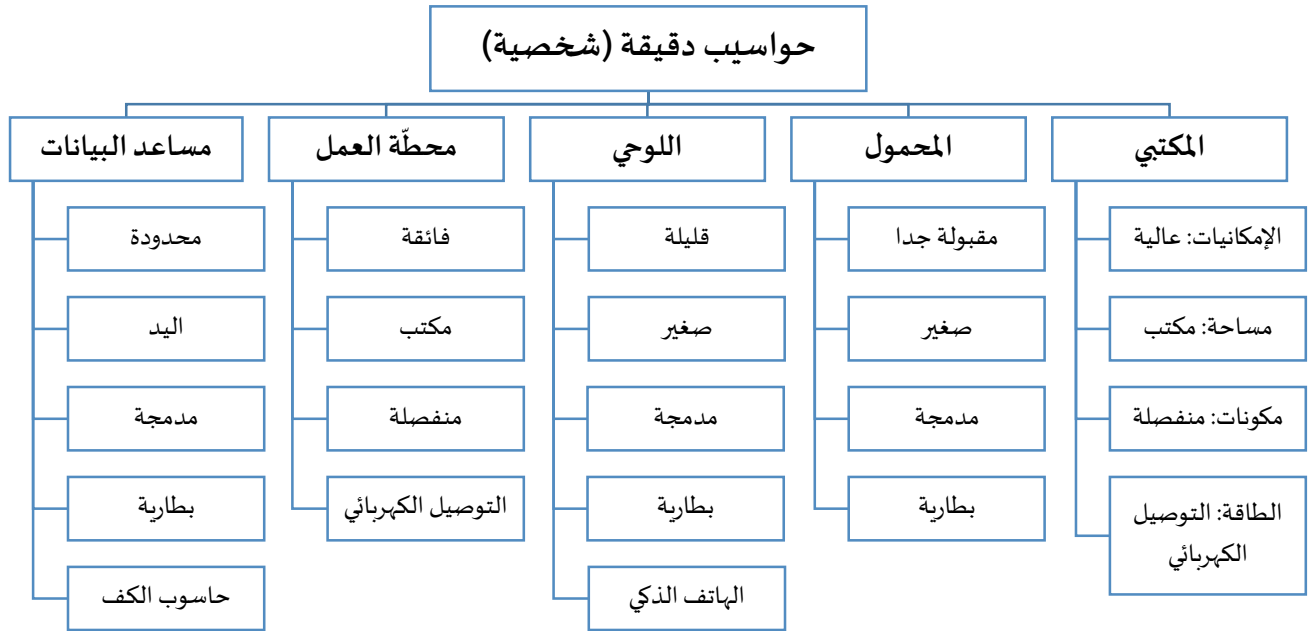 حواسيب دقيقة (شخصية)
المكتبي
الإمكانيات: عالية
مساحة: مكتب
مكونات: منفصلة
الطاقة: التوصيل
الكهربائي
المحمول
مقبولة جدا
صغير
مدمجة
بطارية
اللوحي
قليلة
صغير
مدمجة
بطارية
الهاتف الذكي
محطّة العمل
فائقة
مكتب
منفصلة
التوصيل الكهربائي
مساعد البيانات
محدودة
اليد
مدمجة
بطارية
حاسوب الكف